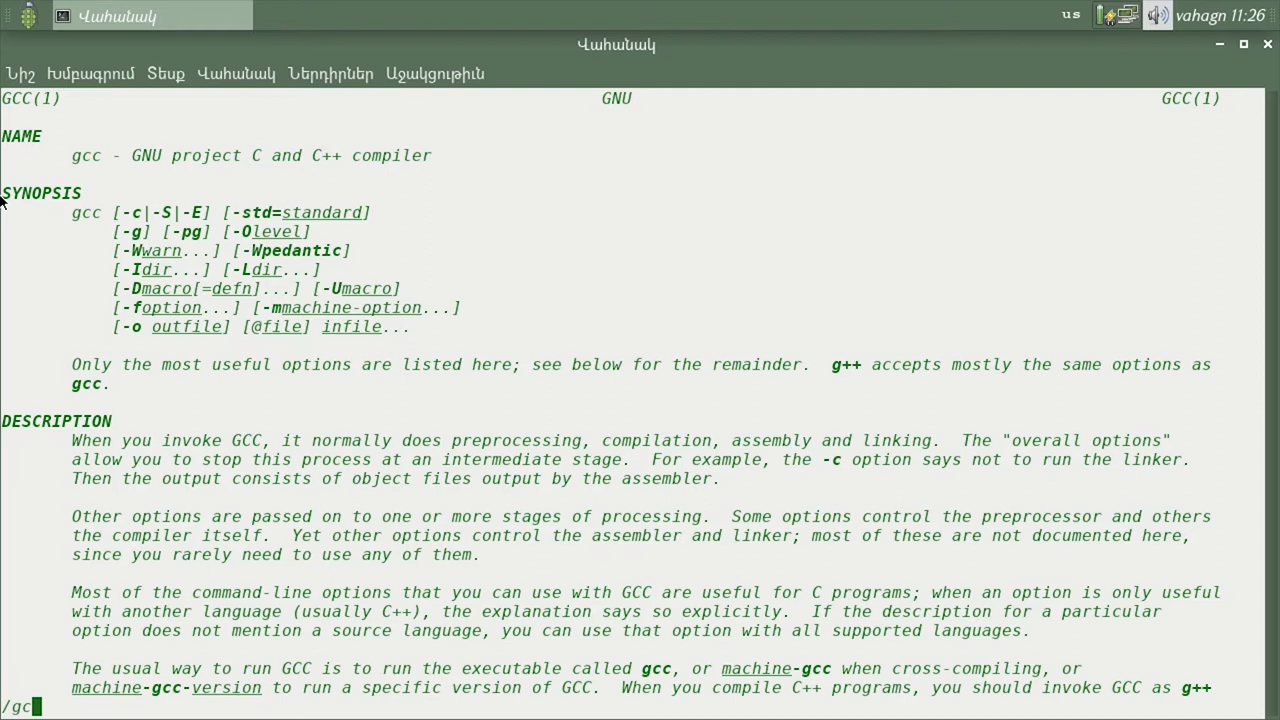 Վահանակ
us
vahagn 11:26
Վահանակ
Նիշ Խմբագրում Տեսք Վահանակ Ներդիրներ Աջակցութիւն
GCC(1) GNU GCC(1)
NAME
gcc - GNU project C and C++ compiler
SYNOPSIS
gcc [-c|-S|-E] [-std=standard]
[-g] [-pg] [-Olevel]
[-Wwarn...] [-Wpedantic]
[-Idir...] [-Ldir...]
[-Dmacro[=defn]...] [-Umacro]
[-foption...] [-mmachine-option...]
[-o outfile] [@file] infile...
Only the most useful options are listed here; see below for the remainder.  g++ accepts mostly the same options as
gcc.
DESCRIPTION
When you invoke GCC, it normally does preprocessing, compilation, assembly and linking.  The "overall options"
allow you to stop this process at an intermediate stage.  For example, the -c option says not to run the linker.
Then the output consists of object files output by the assembler.
Other options are passed on to one or more stages of processing.  Some options control the preprocessor and others
the compiler itself.  Yet other options control the assembler and linker; most of these are not documented here,
since you rarely need to use any of them.
Most of the command-line options that you can use with GCC are useful for C programs; when an option is only useful
with another language (usually C++), the explanation says so explicitly.  If the description for a particular
option does not mention a source language, you can use that option with all supported languages.
The usual way to run GCC is to run the executable called gcc, or machine-gcc when cross-compiling, or
machine-gcc-version to run a specific version of GCC.  When you compile C++ programs, you should invoke GCC as g++
/gc